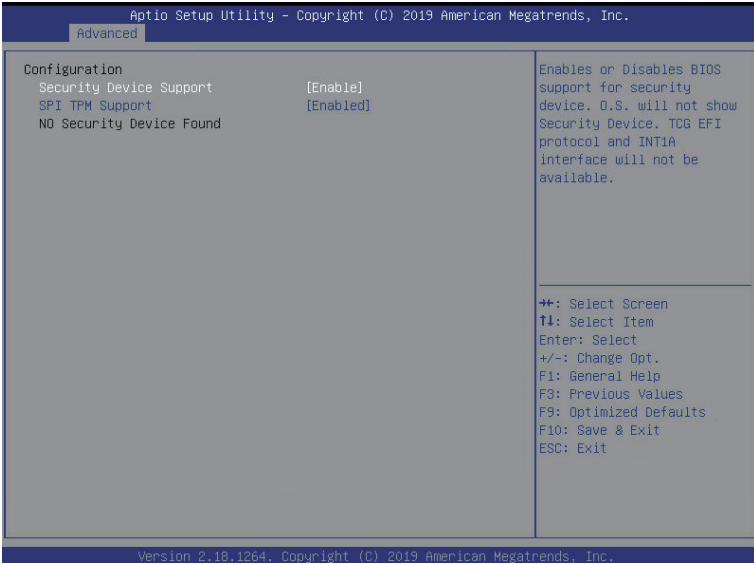 Aptio Setup Utility – Copyright (C) 2019 American Megatrends, Inc.
Advanced
Configuration
Security Device Support [Enable]
SPI TPM Support [Enabled]
NO Security Device Found
Enables or Disables BIOS
support for security
device. O.S. will not show
Security Device. TCG EFI
protocol and INT1A
interface will not be
available.
→←: Select Screen
↑↓: Select Item
Enter: Select
+/-: Change Opt.
F1: General Help
F3: Previous Values
F9: Optimized Defaults
F10: Save & Exit
ESC: Exit
Version 2.18.1264. Copyright (C) 2019 American Megatrends, Inc.